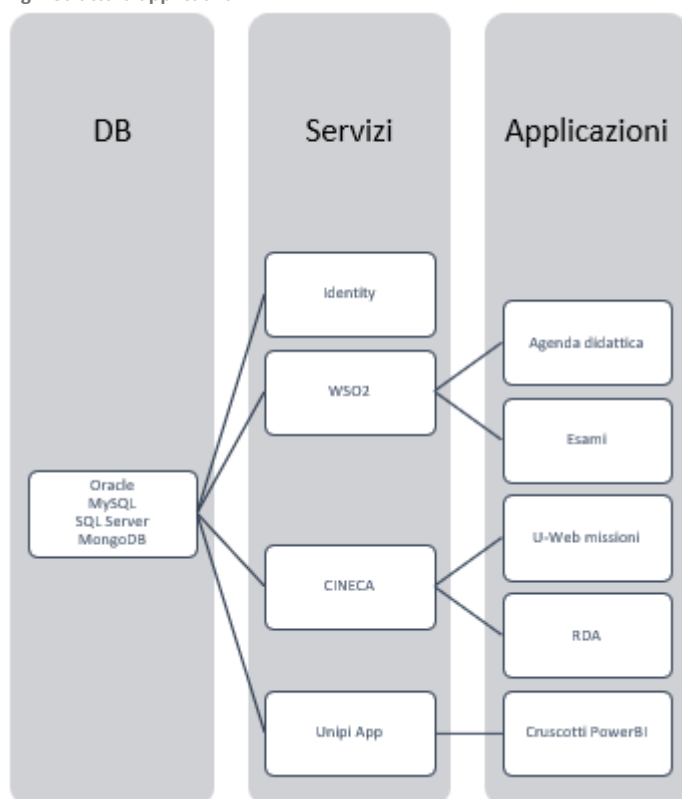 DB
Servizi
Applicazioni
Identity
Agenda didattica
WSO2
Esami
Oracle
MySQL
SQL Server
MongoDB
U-Web missioni
CINECA
RDA
Unipi App
Cruscotti PowerBI